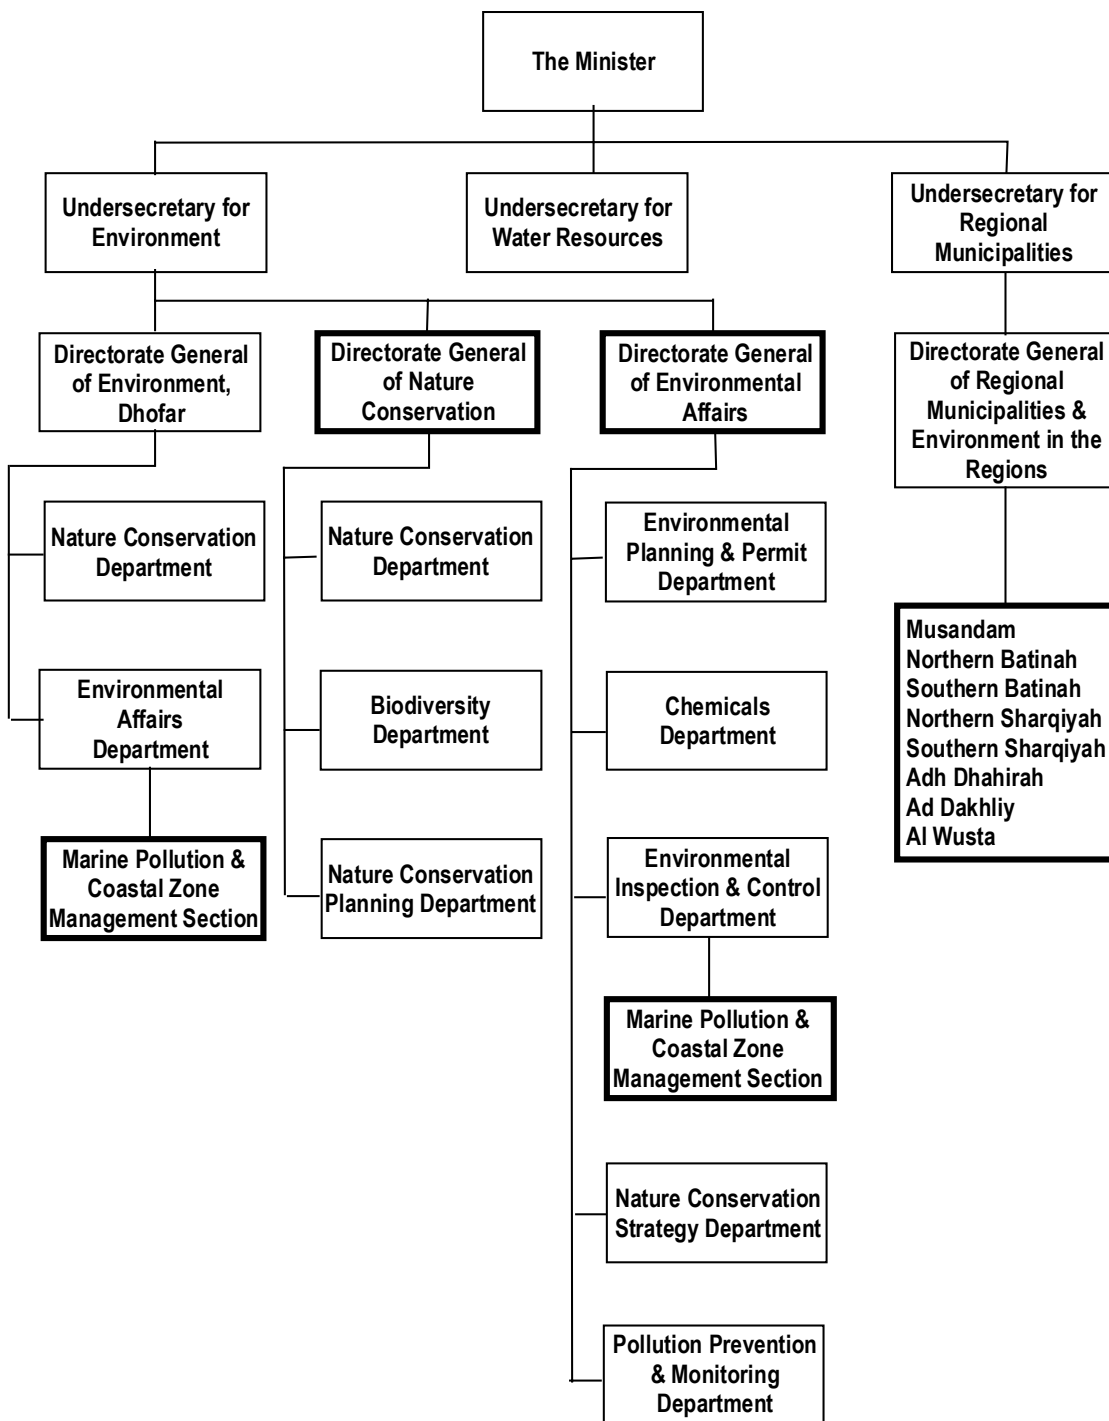 The Minister
Undersecretary for
Environment
Undersecretary for
Water Resources
Undersecretary for
Regional
Municipalities
Directorate General
of Environment,
Dhofar
Directorate General
of Nature
Conservation
Directorate General
of Environmental
Affairs
Directorate General
of Regional
Municipalities &
Environment in the
Regions
Nature Conservation
Department
Environmental
Affairs
Department
Marine Pollution &
Coastal Zone
Management Section
Nature Conservation
Department
Biodiversity
Department
Nature Conservation
Planning Department
Environmental
Planning & Permit
Department
Chemicals
Department
Environmental
Inspection & Control
Department
Marine Pollution &
Coastal Zone
Management Section
Nature Conservation
Strategy Department
Pollution Prevention
& Monitoring
Department
Musandam
Northern Batinah
Southern Batinah
Northern Sharqiyah
Southern Sharqiyah
Adh Dhahirah
Ad Dakhliy
Al Wusta